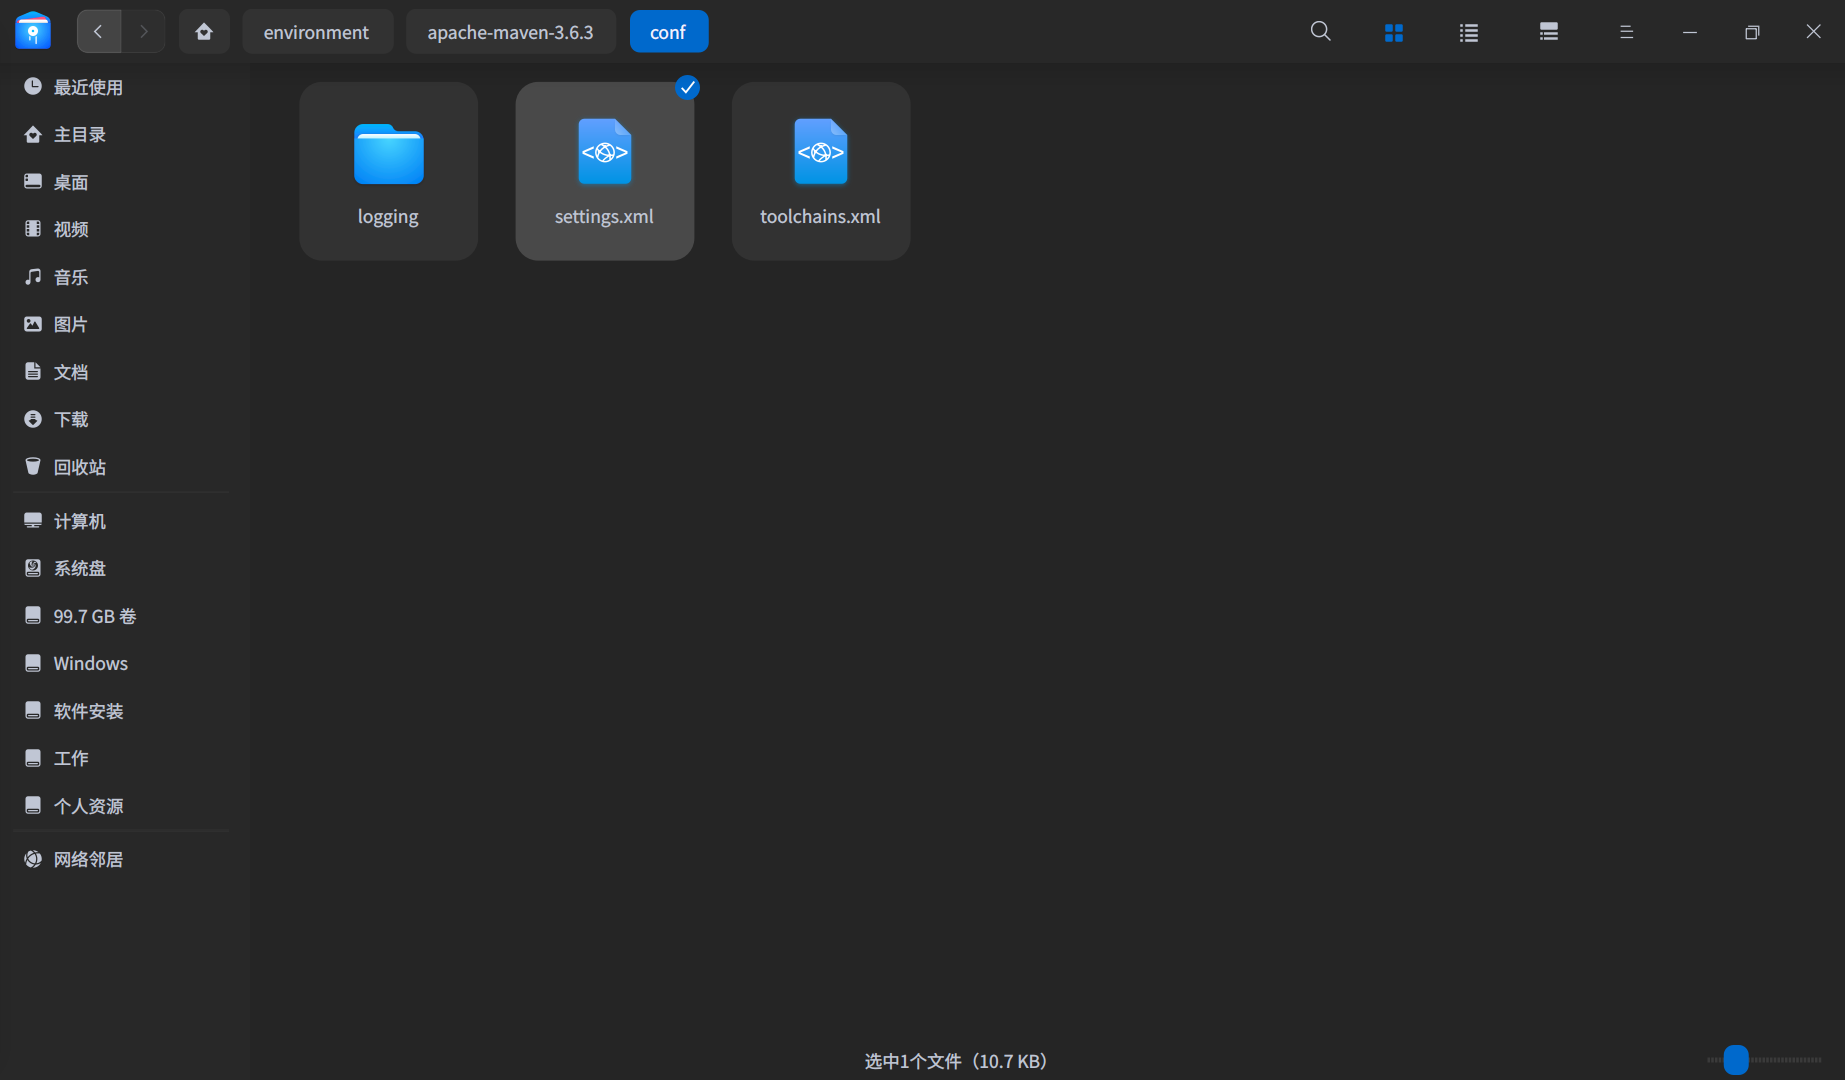 environment
apache-maven-3.6.3
conf
最近使用
主目录
桌面
视频
音乐
图片
文档
下载
回收站
计算机
系统盘
99.7 GB 卷
Windows
软件安装
工作
个人资源
网络邻居
logging
settings.xml
toolchains.xml
选中1个文件（10.7 KB）